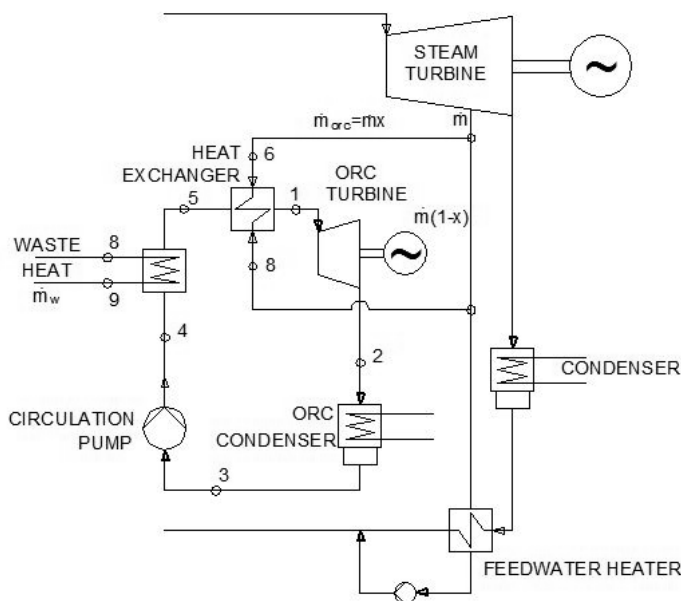 STEAM
TURBINE
~
ṁorc=ṁx
ṁ
HEAT
EXCHANGER
6
ORC
TURBINE
5
1
ṁ(1-x)
~
WASTE
8
HEAT
9
ṁw
8
4
2
CONDENSER
CIRCULATION
PUMP
ORC
CONDENSER
3
FEEDWATER HEATER